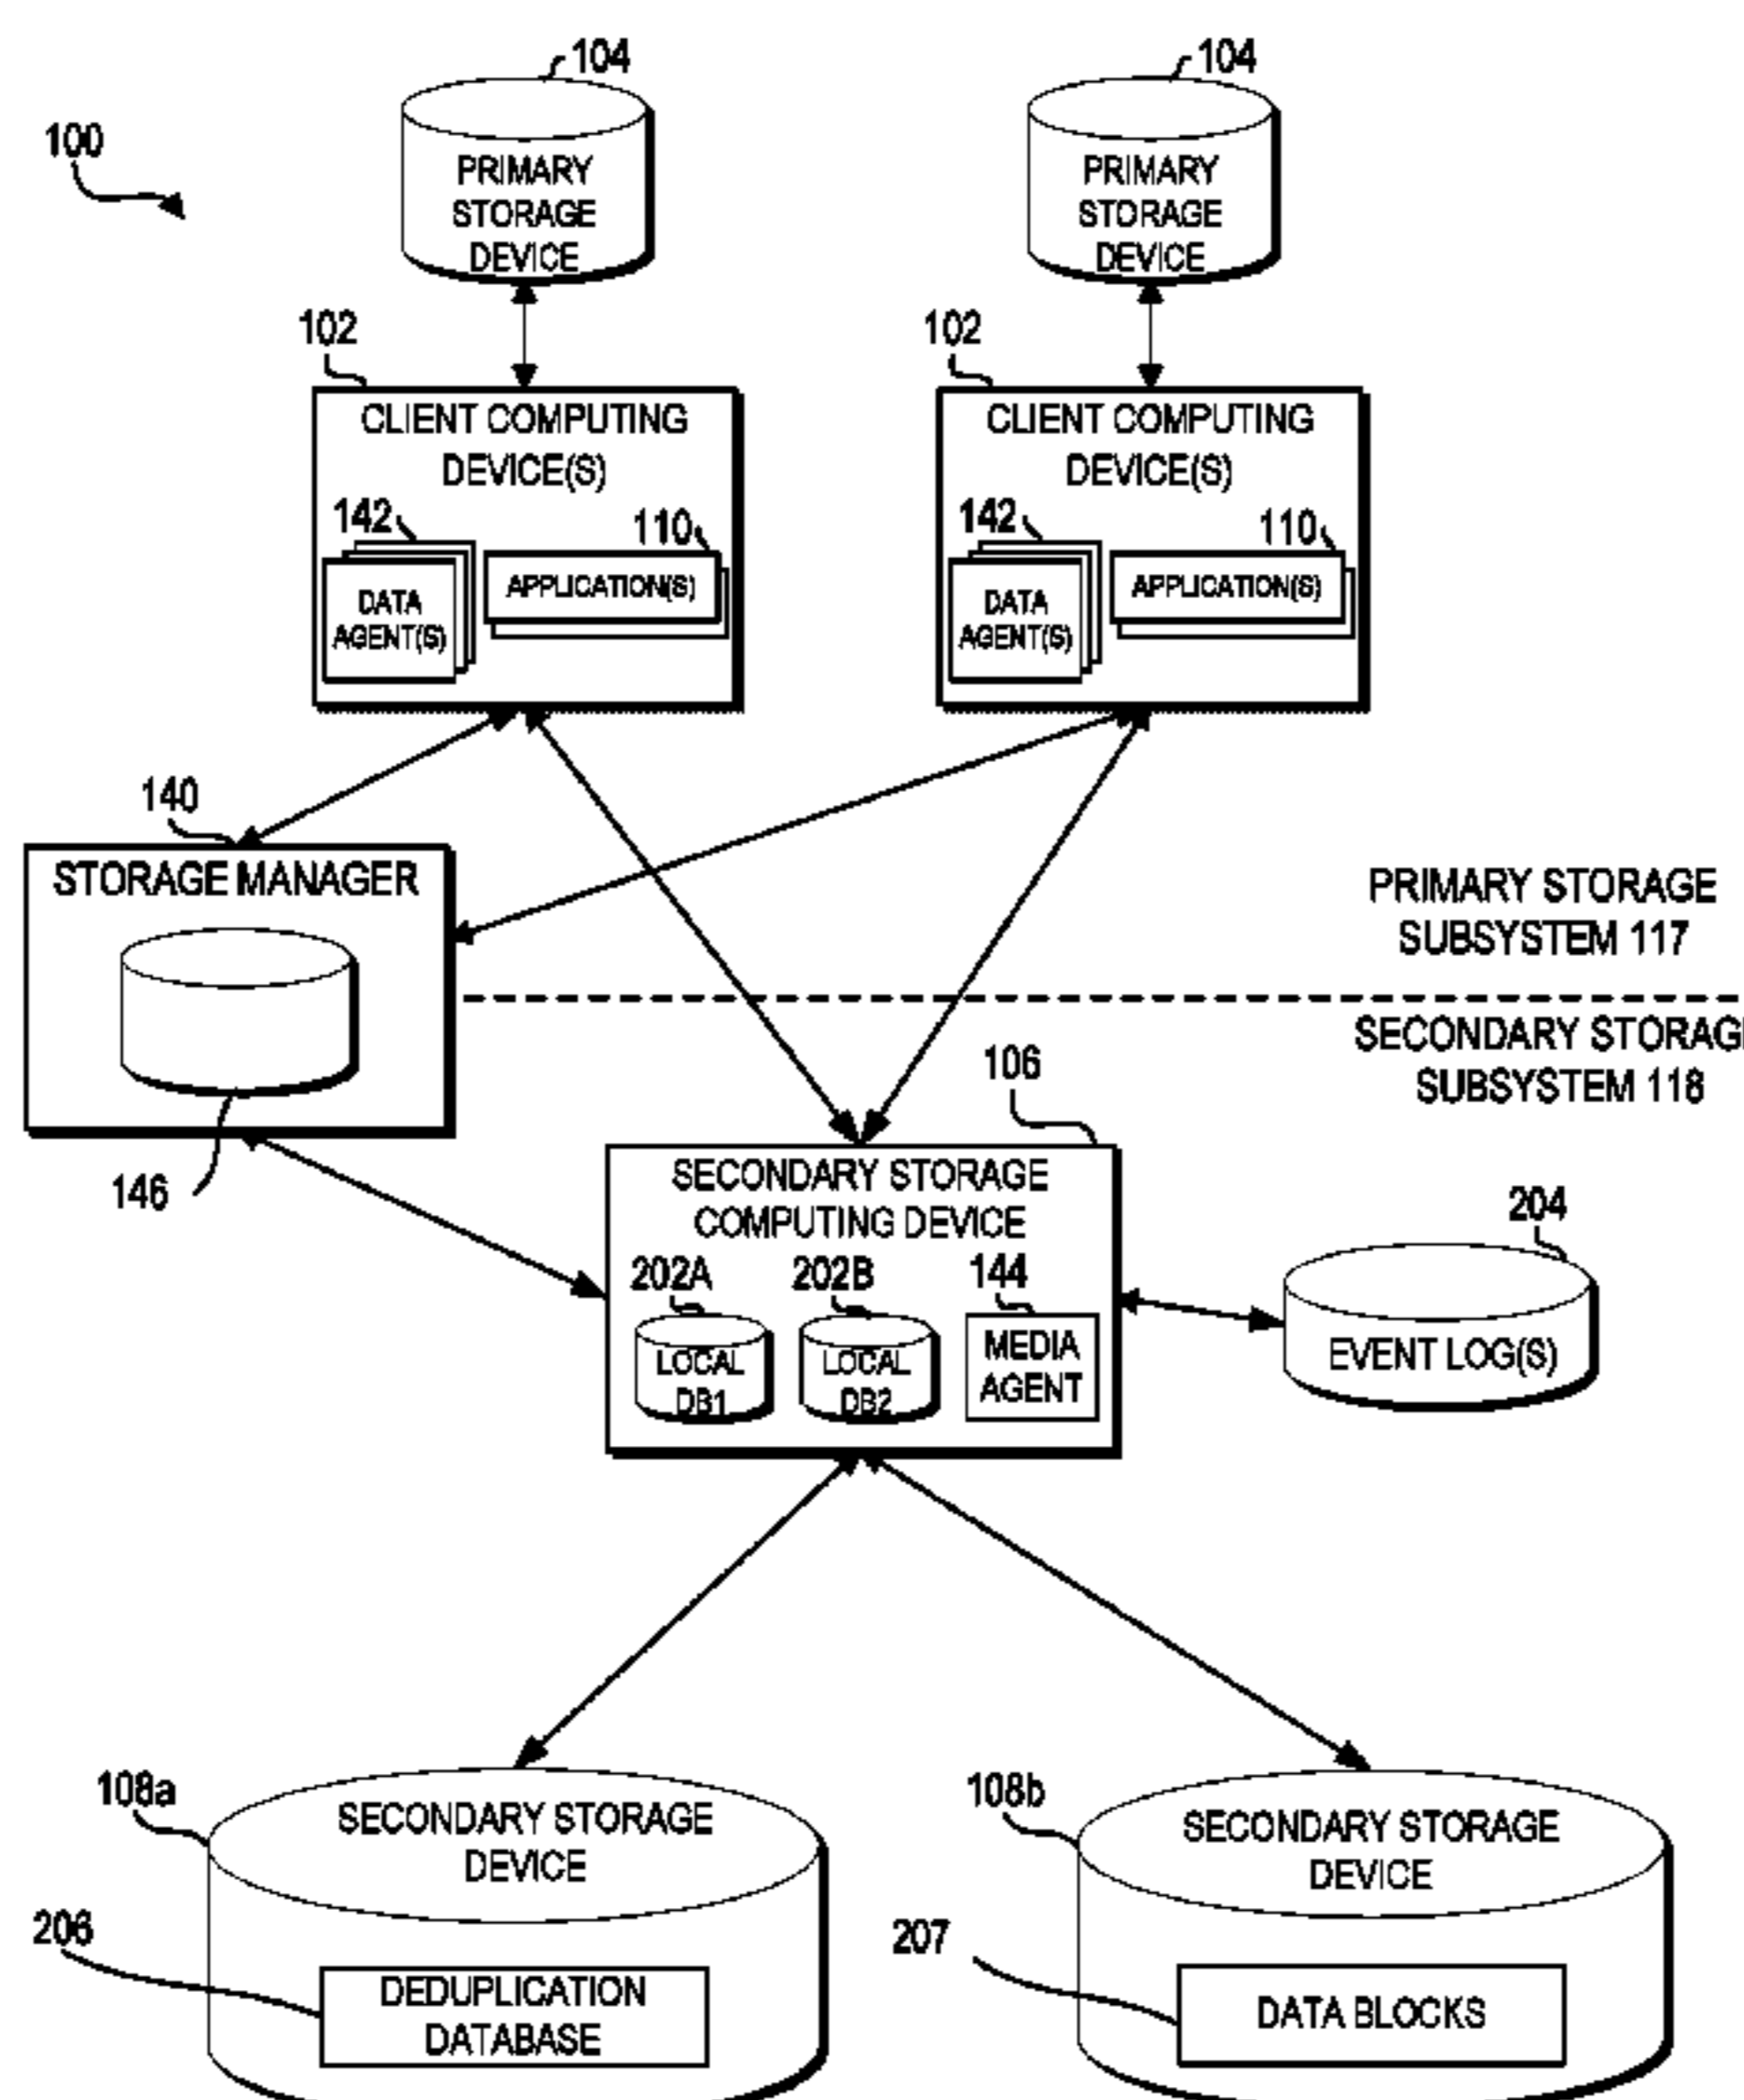 104
104
100
PRIMARY
STORAGE
DEVICE
PRIMARY
STORAGE
DEVICE
102
102
CLIENT COMPUTING
DEVICE(S)
CLIENT COMPUTING
DEVICE(S)
142
110
142
110
DATA
AGENT(S)
APPLICATION(S)
DATA
AGENT(S)
APPLICATION(S)
140
STORAGE MANAGER
PRIMARY STORAGE
SUBSYSTEM 117
SECONDARY STORAGE
SUBSYSTEM 118
106
146
SECONDARY STORAGE
COMPUTING DEVICE
204
202A
202B
144
LOCAL
DB1
LOCAL
DB2
MEDIA
AGENT
EVENT LOG(S)
108a
SECONDARY STORAGE
DEVICE
108b
SECONDARY STORAGE
DEVICE
206
DEDUPLICATION
DATABASE
207
DATA BLOCKS